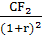 CF₂
(1+r)²